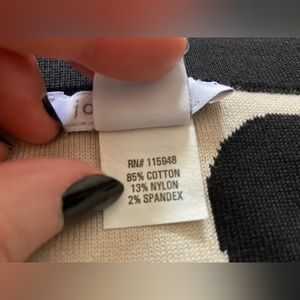 RN# 115948
85% COTTON
13% NYLON
2% SPANDEX